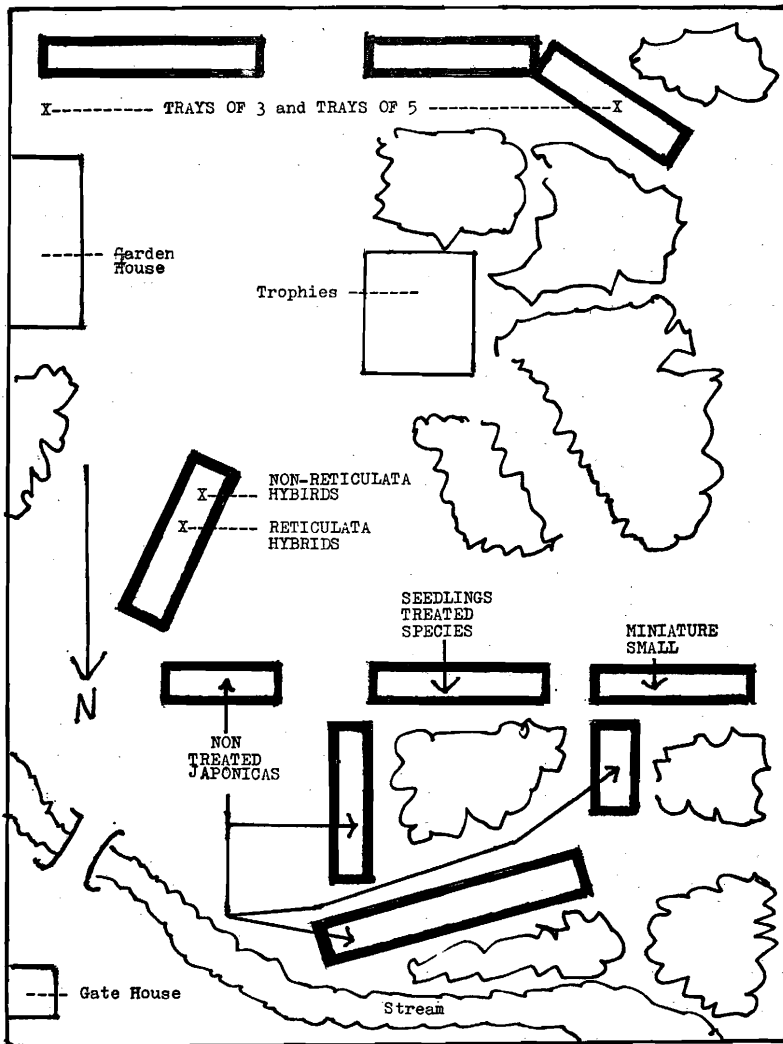 X----------- TRAYS OF 3 and TRAYS OF 5 --------------------X
Garden
House
Trophies
NON-RETICULATA
HYBIRDS
X
RETICULATA
HYBRIDS
X
SEEDLINGS
TREATED
SPECIES
MINIATURE
SMALL
N
NON
TREATED
JAPONICAS
Gate House
Stream